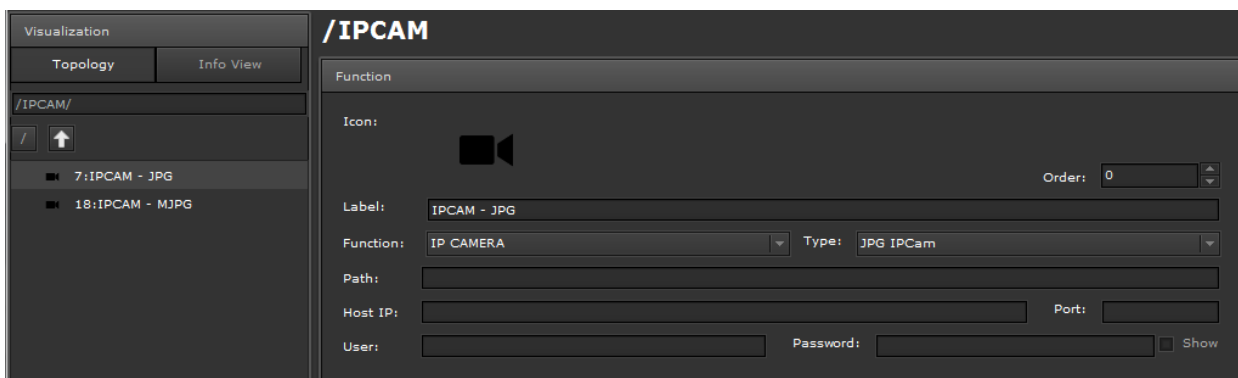 Visualization
Topology
Info View
/IPCAM/
/
7:IPCAM - JPG
18:IPCAM - MJPG
/IPCAM
Function
Icon:
Order: 0
Label: IPCAM - JPG
Function: IP CAMERA Type: JPG IPCam
Path:
Host IP: Port:
User: Password: Show